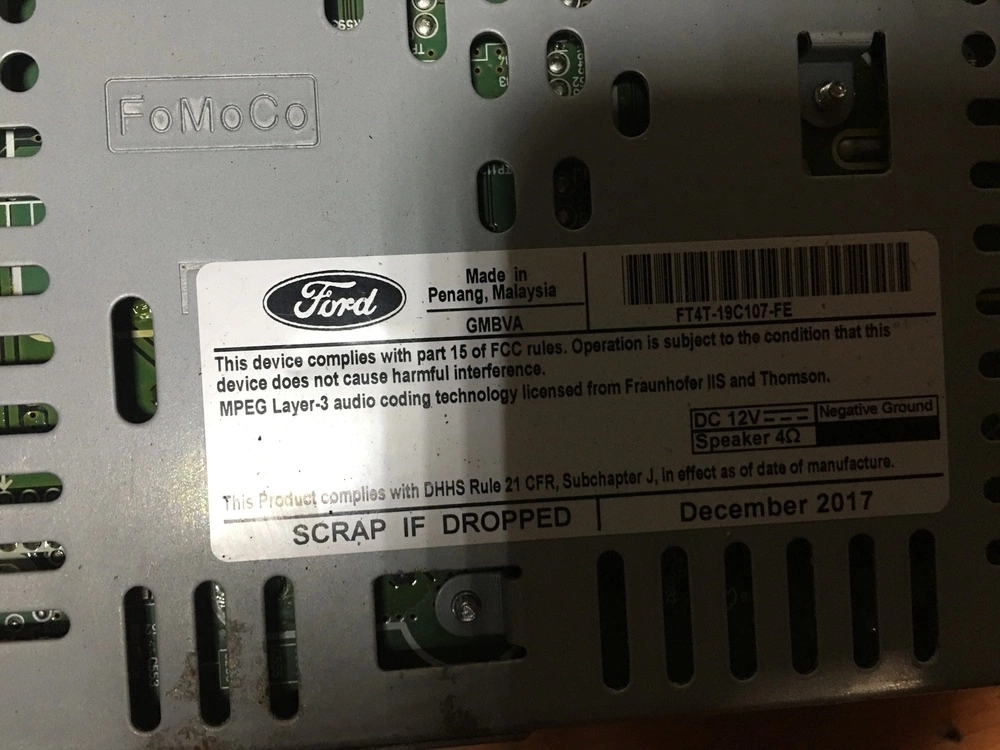 FoMoCo
Ford
Made in
Penang, Malaysia
GMBVA
FT4T-19C107-FE
This device complies with part 15 of FCC rules. Operation is subject to the condition that this
device does not cause harmful interference.
MPEG Layer-3 audio coding technology licensed from Fraunhofer IIS and Thomson.
DC 12V Negative Ground
Speaker 4Ω
This Product complies with DHHS Rule 21 CFR, Subchapter J, in effect as of date of manufacture.
SCRAP IF DROPPED
December 2017